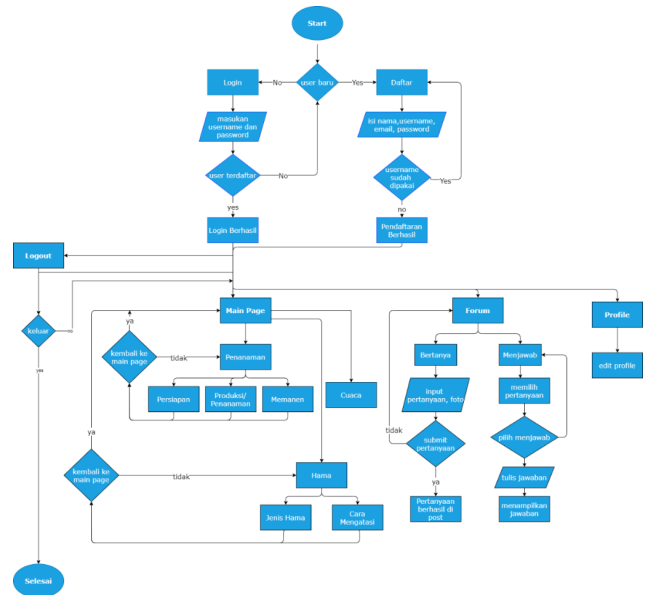 Start
Login
No
user baru
Yes
Daftar
masukan
username dan
password
Isi nama,username,
email, password
user terdaftar
No
username
sudah
dipakai
Yes
yes
no
Login Berhasil
Pendaftaran
Berhasil
Logout
keluar
Main Page
Forum
Profile
ya
kembali ke
main page
tidak
Penanaman
Bertanya
Menjawab
edit profile
Persiapan
Produksi/
Penanaman
Memanen
Cuaca
input
pertanyaan, foto
memilih
pertanyaan
ya
tidak
submit
pertanyaan
pilih menjawab
kembali ke
main page
tidak
Hama
ya
tulis jawaban
Jenis Hama
Cara
Mengatasi
Pertanyaan
berhasil di
post
menampilkan
jawaban
Selesai